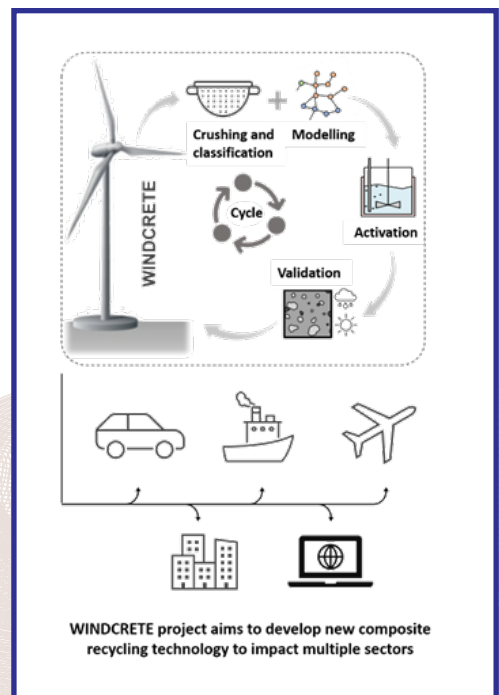 Crushing and
classification
+
Modelling
WINDCRETE
Cycle
Activation
Validation
WINDCRETE project aims to develop new composite
recycling technology to impact multiple sectors